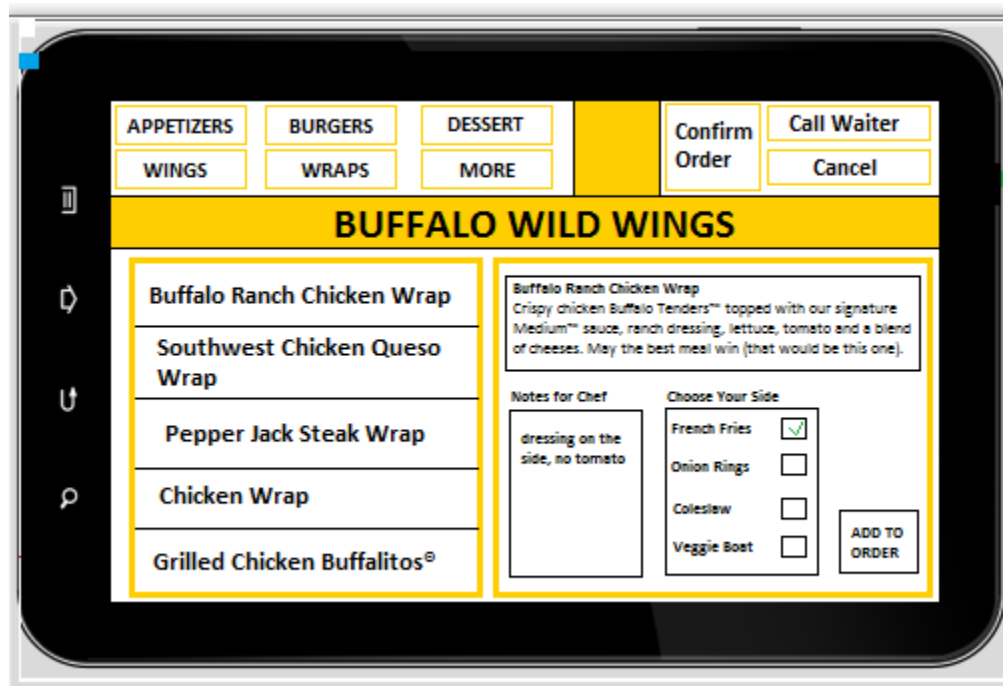 APPETIZERS BURGERS DESSERT
WINGS WRAPS MORE
Confirm
Order
Call Waiter
Cancel
BUFFALO WILD WINGS
Buffalo Ranch Chicken Wrap
Southwest Chicken Queso
Wrap
Pepper Jack Steak Wrap
Chicken Wrap
Grilled Chicken Buffalitos®
Buffalo Ranch Chicken Wrap
Crispy chicken Buffalo Tenders™ topped with our signature
Medium™ sauce, ranch dressing, lettuce, tomato and a blend
of cheeses. May the best meal win (that would be this one).
Notes for Chef
dressing on the
side, no tomato
Choose Your Side
French Fries
Onion Rings
Coleslaw
Veggie Boat
ADD TO
ORDER